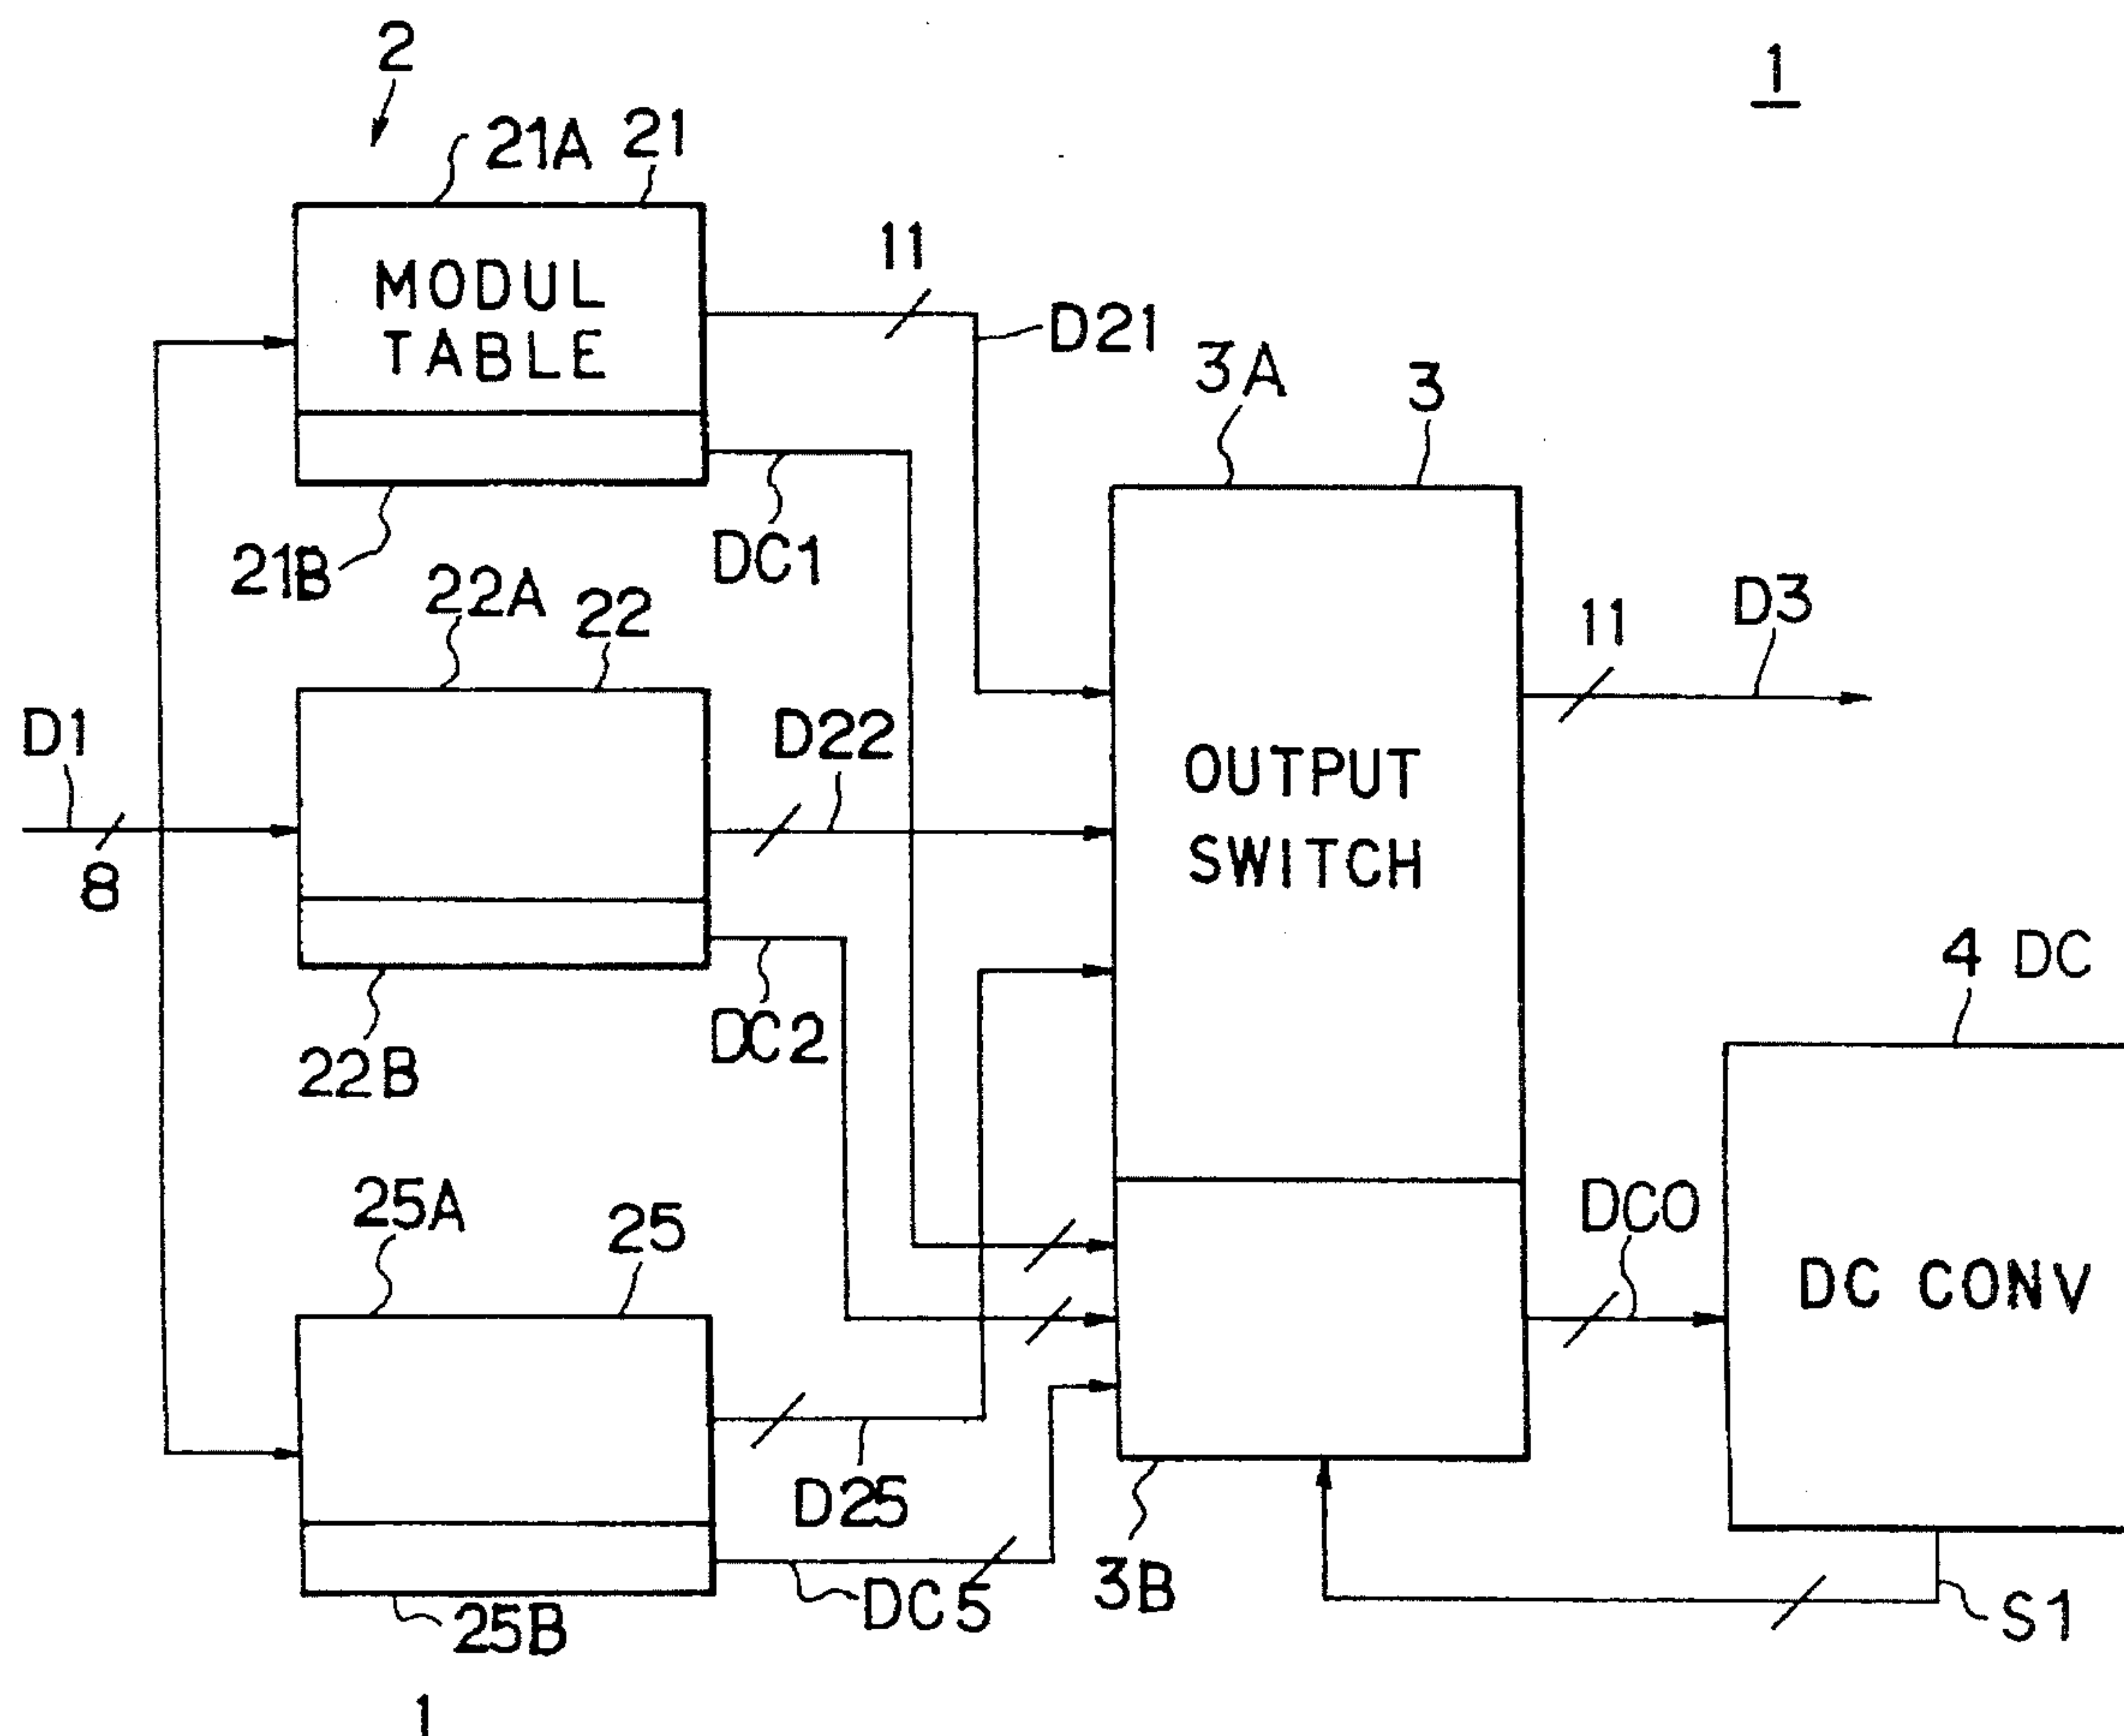 2
1
21A 21
MODUL
TABLE
11
D21
3A
3
21B
DC1
22A
22
11
D3
D1
8
D22
OUTPUT
SWITCH
22B
DC2
4 DC
25A
25
DC0
DC CONV
D25
25B
DC5
3B
S1
1